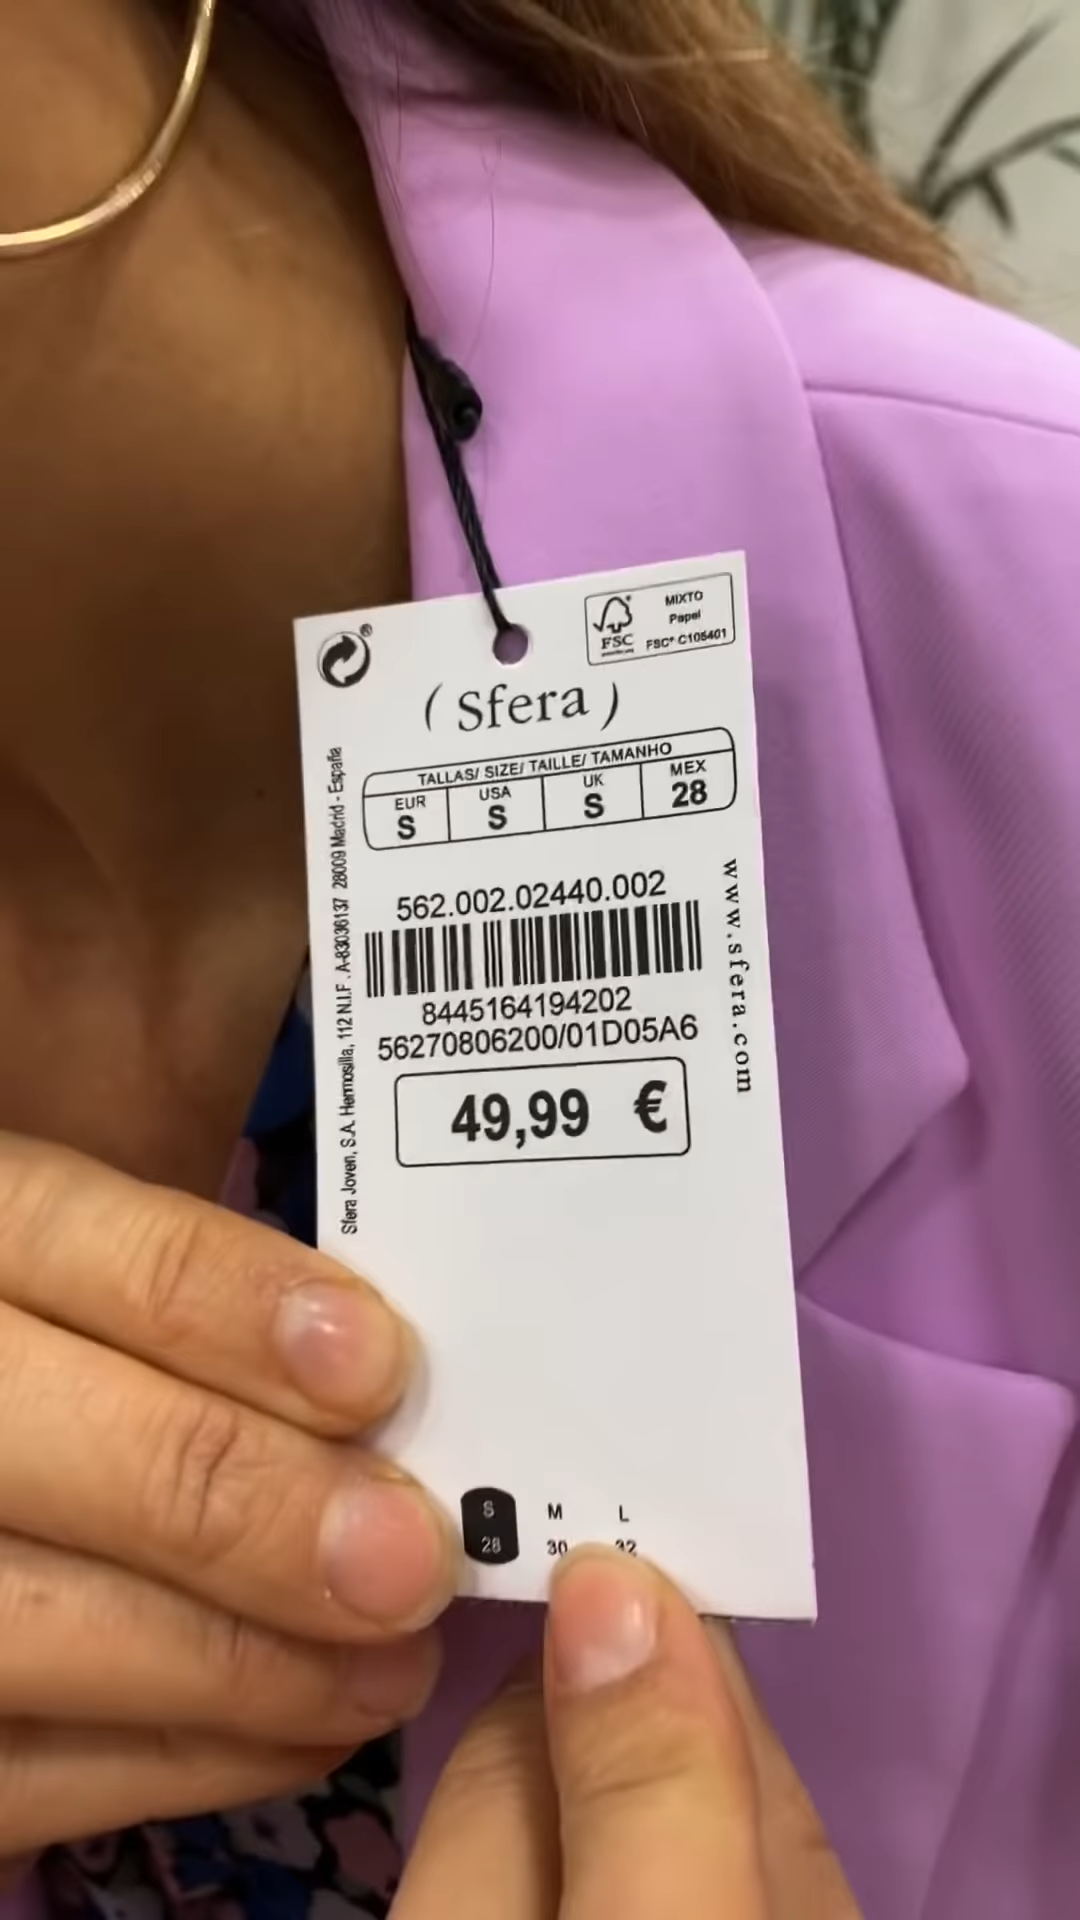 ®
FSC
MIXTO
Papel
FSC® C105401
(Sfera)
TALLAS/ SIZE/ TAILLE/ TAMANHO
EUR USA UK MEX
S S S 28
562.002.02440.002
8445164194202
56270806200/01D05A6
49,99 €
Sfera Joven, S.A. Hermosilla, 112 N.I.F. A-83036137 28009 Madrid - España
www.sfera.com
S M L
28 30 32